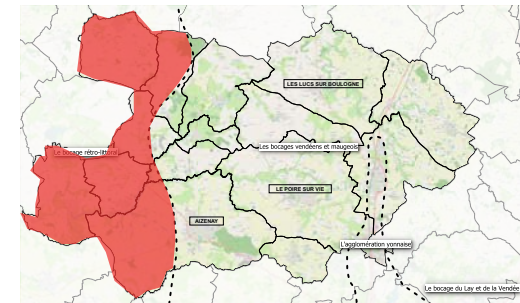 LES LUCS SUR BOULOGNE
Les bocages vendéens et maugeois
Le bocage rétro-littoral
LE POIRE SUR VIE
AIZENAY
L'agglomération yonnaise
Le bocage du Lay et de la Vendée